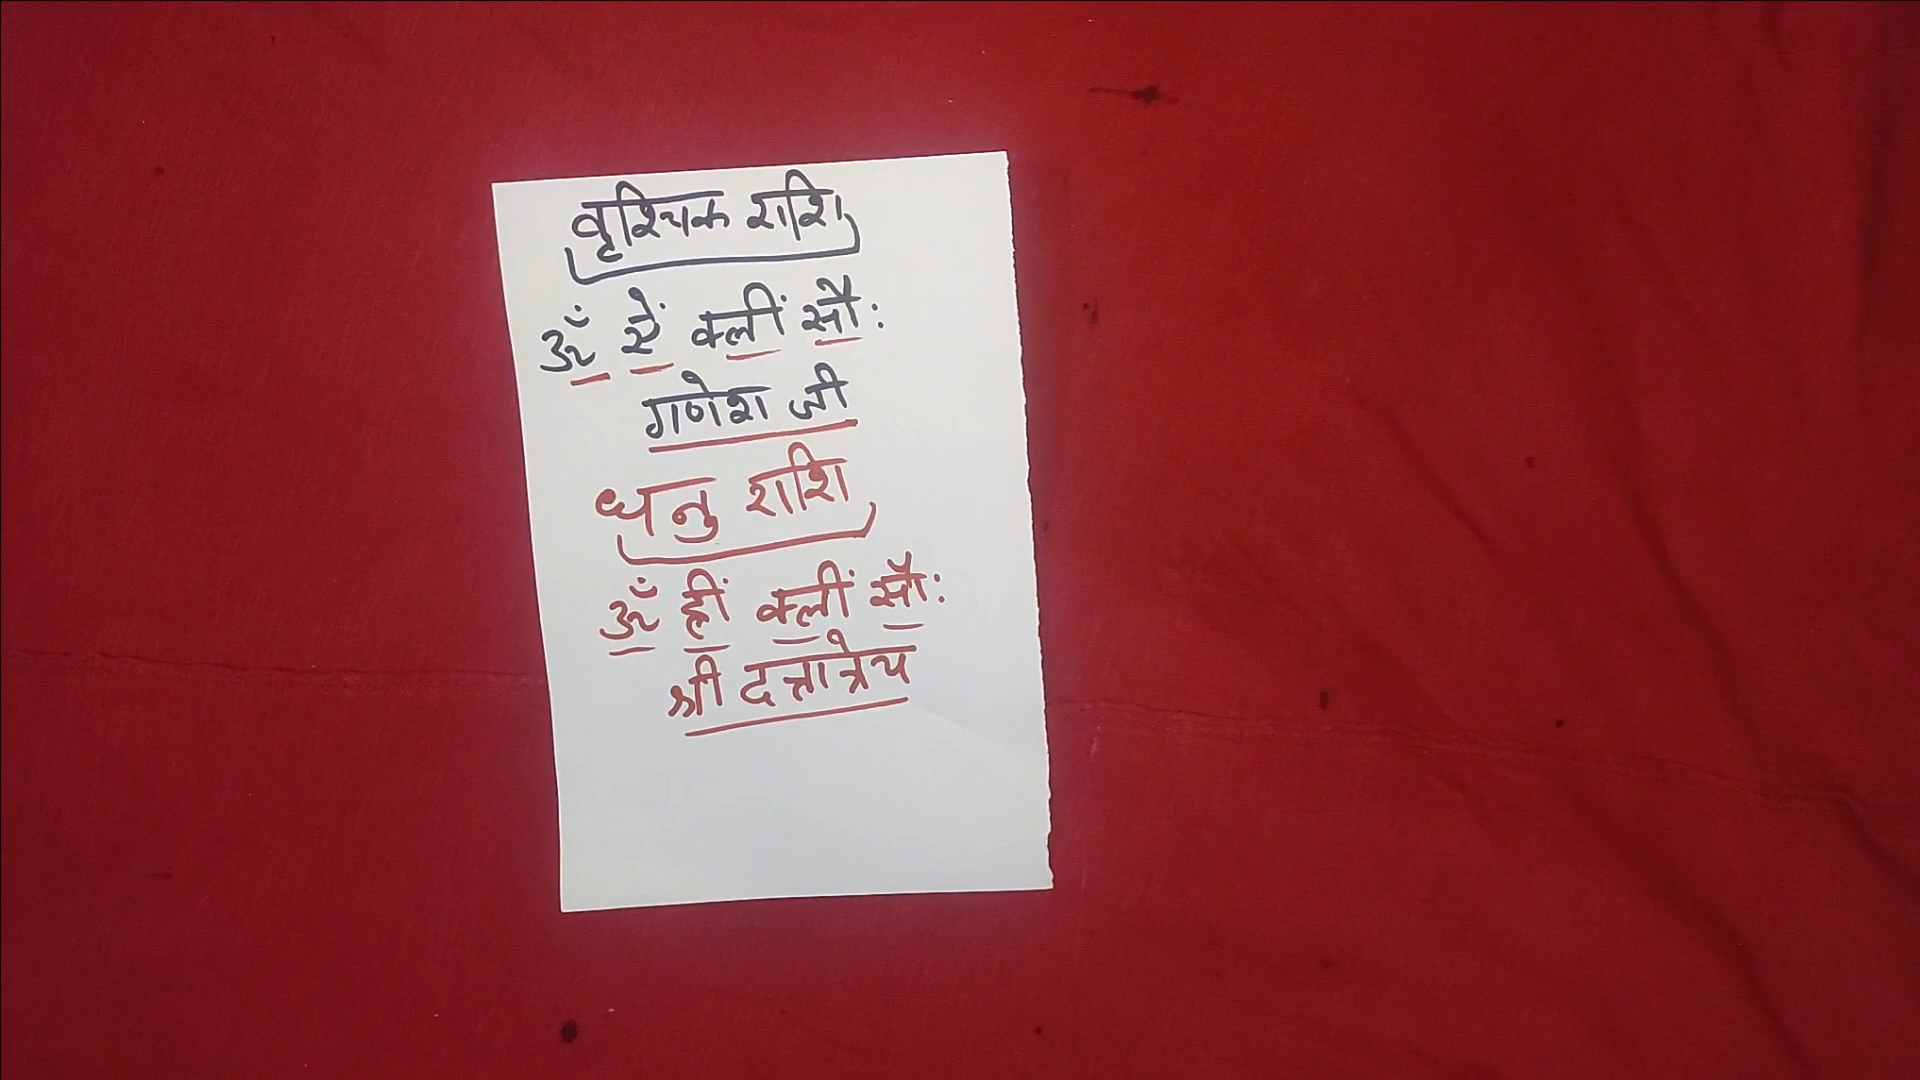 वृश्चिक राशि
ॐ ऐं क्लीं सौ:
गणेश जी
धनु राशि
ॐ ह्रीं क्लीं सौ:
श्री दत्तात्रेय